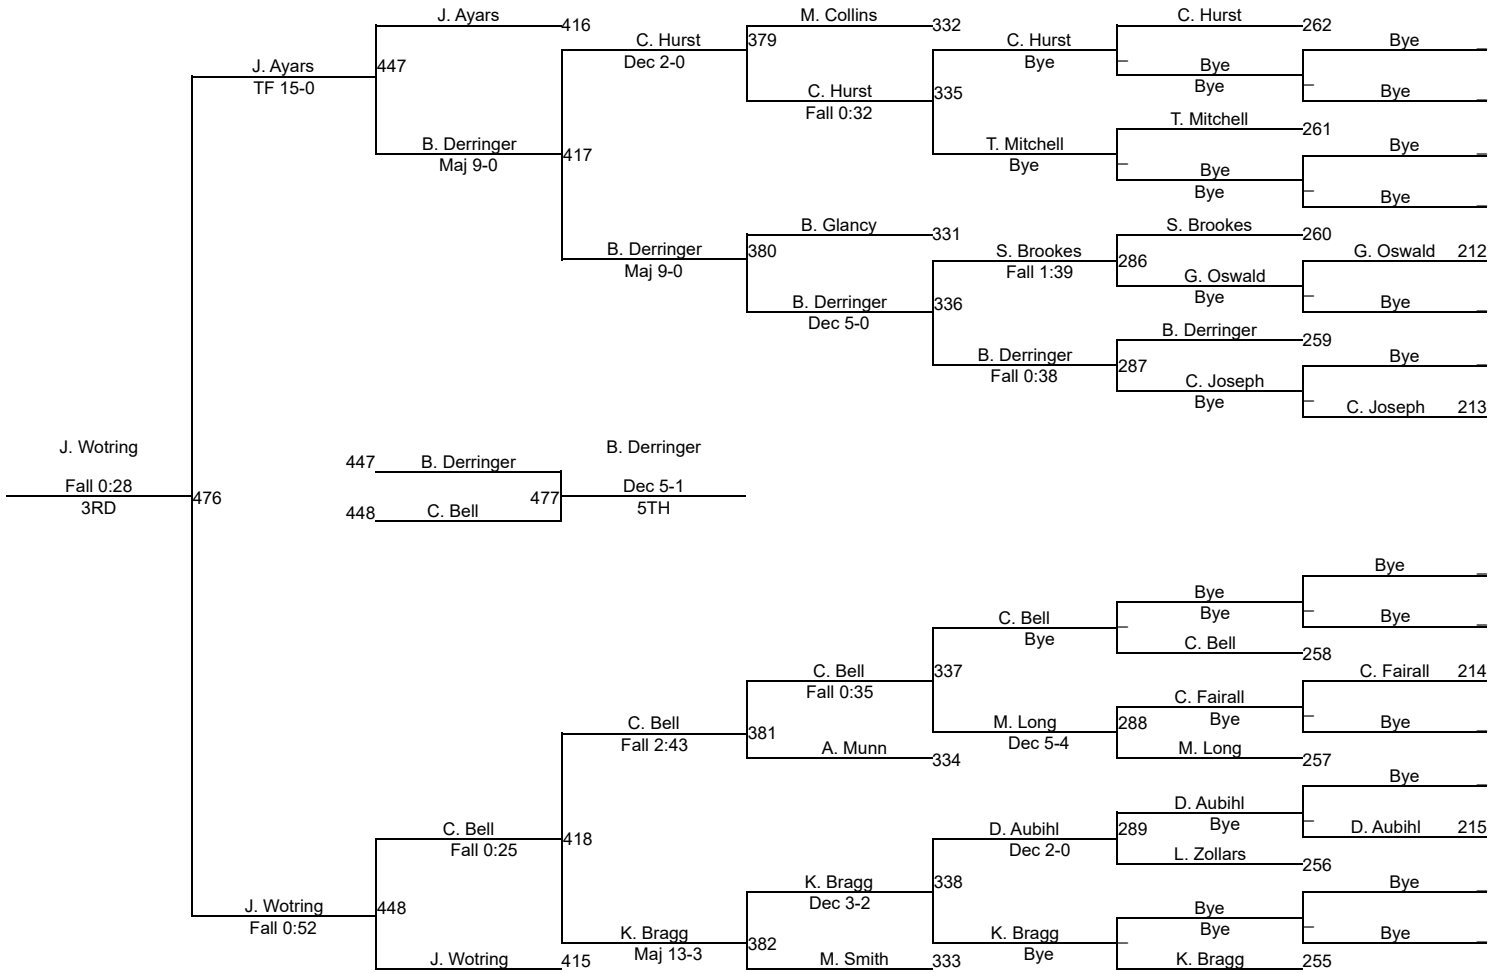 J. Ayars 416 M. Collins 332 C. Hurst 262
C. Hurst 379 C. Hurst Bye
J. Ayars 447 Dec 2-0 Bye Bye
TF 15-0 C. Hurst 335 Bye Bye
Fall 0:32 T. Mitchell 261
B. Derringer 417 T. Mitchell Bye
Maj 9-0 Bye Bye
Bye Bye
B. Glancy 331 S. Brookes 260
B. Derringer 380 S. Brookes 286 G. Oswald 212
Maj 9-0 Fall 1:39 G. Oswald
B. Derringer 336 Bye Bye
Dec 5-0 B. Derringer 259
B. Derringer 287 Bye
Fall 0:38 C. Joseph
Bye C. Joseph 213
J. Wotring B. Derringer
447 B. Derringer
Fall 0:28 476 477 Dec 5-1
3RD 448 C. Bell 5TH
Bye
Bye
C. Bell Bye Bye
Bye C. Bell 258
C. Bell 337 C. Fairall 214
Fall 0:35 C. Fairall
C. Bell 381 M. Long 288 Bye Bye
Fall 2:43 A. Munn 334 Dec 5-4 M. Long 257
Bye
D. Aubihl
C. Bell 418 D. Aubihl 289 Bye D. Aubihl 215
Fall 0:25 Dec 2-0 L. Zollars 256
K. Bragg 338 Bye
J. Wotring 448 Dec 3-2 Bye
Fall 0:52 K. Bragg 382 K. Bragg Bye Bye
J. Wotring 415 Maj 13-3 M. Smith 333 Bye K. Bragg 255